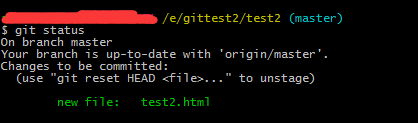 /e/gittest2/test2 (master)
$ git status
On branch master
Your branch is up-to-date with 'origin/master'.
Changes to be committed:
(use "git reset HEAD <file>..." to unstage)
new file: test2.html